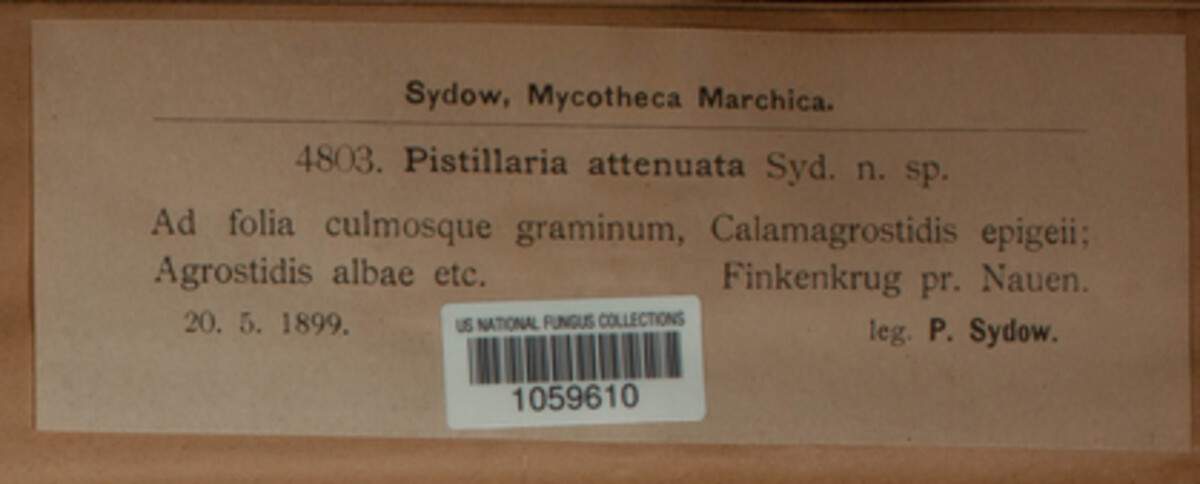 Sydow, Mycotheca Marchica.
4803. Pistillaria attenuata Syd. n. sp.
Ad folia culmosque graminum, Calamagrostidis epigeii;
Agrostidis albae etc. Finkenkrug pr. Nauen.
20. 5. 1899. leg. P. Sydow.
US NATIONAL FUNGUS COLLECTIONS
1059610